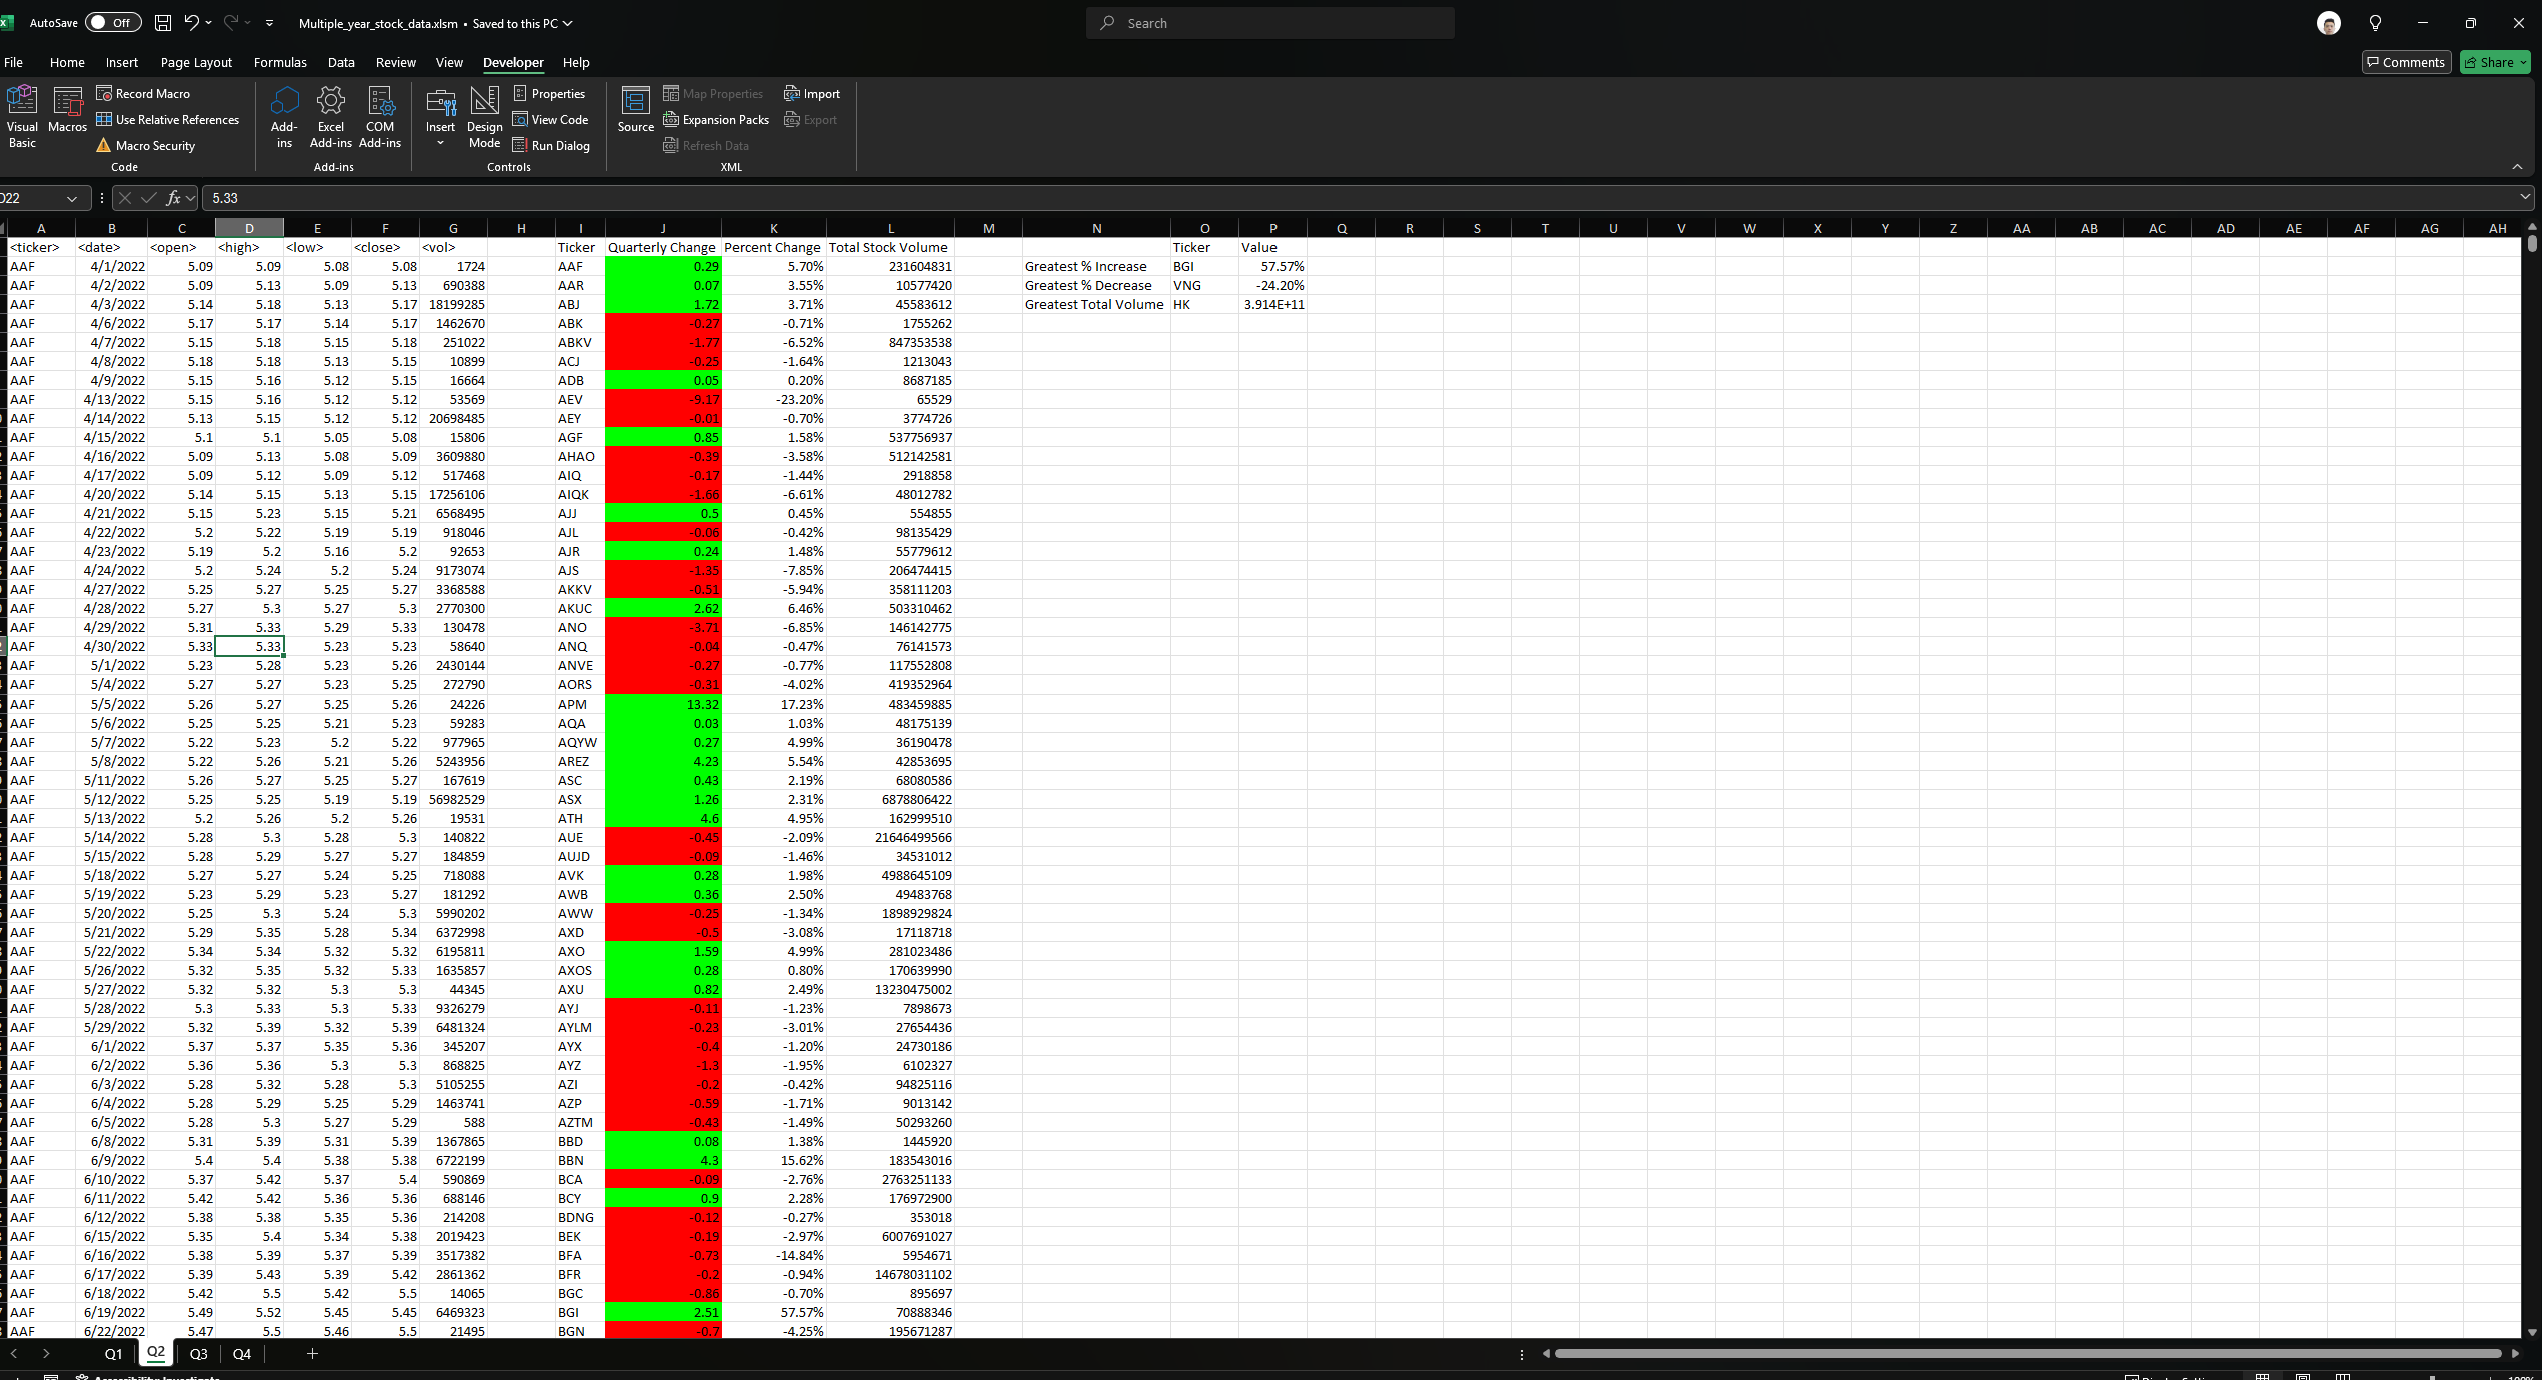 AutoSave Off Multiple_year_stock_data.xlsm • Saved to this PC Search
File Home Insert Page Layout Formulas Data Review View Developer Help Comments Share
Visual Basic Macros Record Macro Use Relative References Macro Security Code
Add-ins Excel Add-ins COM Add-ins Add-ins
Insert Design Mode Properties View Code Run Dialog Controls
Source Map Properties Expansion Packs Refresh Data Import Export XML
D22 fx 5.33
A B C D E F G H I J K L M N O P Q R S T U V W X Y Z AA AB AC AD AE AF AG AH
<ticker> <date> <open> <high> <low> <close> <vol> Ticker Quarterly Change Percent Change Total Stock Volume Ticker Value
AAF 4/1/2022 5.09 5.09 5.08 5.08 1724 AAF 0.29 5.70% 231604831 Greatest % Increase BGI 57.57%
AAF 4/2/2022 5.09 5.13 5.09 5.13 690388 AAR 0.07 3.55% 10577420 Greatest % Decrease VNG -24.20%
AAF 4/3/2022 5.14 5.18 5.13 5.17 18199285 ABJ 1.72 3.71% 45583612 Greatest Total Volume HK 3.914E+11
AAF 4/6/2022 5.17 5.17 5.14 5.17 1462670 ABK -0.27 -0.71% 1755262
AAF 4/7/2022 5.15 5.18 5.15 5.18 251022 ABKV -1.77 -6.52% 847353538
AAF 4/8/2022 5.18 5.18 5.13 5.15 10899 ACJ -0.25 -1.64% 1213043
AAF 4/9/2022 5.15 5.16 5.12 5.15 16664 ADB 0.05 0.20% 8687185
AAF 4/13/2022 5.15 5.16 5.12 5.12 53569 AEV -9.17 -23.20% 65529
AAF 4/14/2022 5.13 5.15 5.12 5.12 20698485 AEY -0.01 -0.70% 3774726
AAF 4/15/2022 5.1 5.1 5.05 5.08 15806 AGF 0.85 1.58% 537756937
AAF 4/16/2022 5.09 5.13 5.08 5.09 3609880 AHAO -0.39 -3.58% 512142581
AAF 4/17/2022 5.09 5.12 5.09 5.12 517468 AIQ -0.17 -1.44% 2918858
AAF 4/20/2022 5.14 5.15 5.13 5.15 17256106 AIQK -1.66 -6.61% 48012782
AAF 4/21/2022 5.15 5.23 5.15 5.21 6568495 AJJ 0.5 0.45% 554855
AAF 4/22/2022 5.2 5.22 5.19 5.19 918046 AJL -0.06 -0.42% 98135429
AAF 4/23/2022 5.19 5.2 5.16 5.2 92653 AJR 0.24 1.48% 55779612
AAF 4/24/2022 5.2 5.24 5.2 5.24 9173074 AJS -1.35 -7.85% 206474415
AAF 4/27/2022 5.25 5.27 5.25 5.27 3368588 AKKV -0.51 -5.94% 358111203
AAF 4/28/2022 5.27 5.3 5.27 5.3 2770300 AKUC 2.62 6.46% 503310462
AAF 4/29/2022 5.31 5.33 5.29 5.33 130478 ANO -3.71 -6.85% 146142775
AAF 4/30/2022 5.33 5.33 5.23 5.23 58640 ANQ -0.04 -0.47% 76141573
AAF 5/1/2022 5.23 5.28 5.23 5.26 2430144 ANVE -0.27 -0.77% 117552808
AAF 5/4/2022 5.27 5.27 5.23 5.25 272790 AORS -0.31 -4.02% 419352964
AAF 5/5/2022 5.26 5.27 5.25 5.26 24226 APM 13.32 17.23% 483459885
AAF 5/6/2022 5.25 5.25 5.21 5.23 59283 AQA 0.03 1.03% 48175139
AAF 5/7/2022 5.22 5.23 5.2 5.22 977965 AQYW 0.27 4.99% 36190478
AAF 5/8/2022 5.22 5.26 5.21 5.26 5243956 AREZ 4.23 5.54% 42853695
AAF 5/11/2022 5.26 5.27 5.25 5.27 167619 ASC 0.43 2.19% 68080586
AAF 5/12/2022 5.25 5.25 5.19 5.19 56982529 ASX 1.26 2.31% 6878806422
AAF 5/13/2022 5.2 5.26 5.2 5.26 19531 ATH 4.6 4.95% 162999510
AAF 5/14/2022 5.28 5.3 5.28 5.3 140822 AUE -0.45 -2.09% 21646499566
AAF 5/15/2022 5.28 5.29 5.27 5.27 184859 AUJD -0.09 -1.46% 34531012
AAF 5/18/2022 5.27 5.27 5.24 5.25 718088 AVK 0.28 1.98% 4988645109
AAF 5/19/2022 5.23 5.29 5.23 5.27 181292 AWB 0.36 2.50% 49483768
AAF 5/20/2022 5.25 5.3 5.24 5.3 5990202 AWW -0.25 -1.34% 1898929824
AAF 5/21/2022 5.29 5.35 5.28 5.34 6372998 AXD -0.5 -3.08% 17118718
AAF 5/22/2022 5.34 5.34 5.32 5.32 6195811 AXO 1.59 4.99% 281023486
AAF 5/26/2022 5.32 5.35 5.32 5.33 1635857 AXOS 0.28 0.80% 170639990
AAF 5/27/2022 5.32 5.32 5.3 5.3 44345 AXU 0.82 2.49% 13230475002
AAF 5/28/2022 5.3 5.33 5.3 5.33 9326279 AYJ -0.11 -1.23% 7898673
AAF 5/29/2022 5.32 5.39 5.32 5.39 6481324 AYLM -0.23 -3.01% 27654436
AAF 6/1/2022 5.37 5.37 5.35 5.36 345207 AYX -0.4 -1.20% 24730186
AAF 6/2/2022 5.36 5.36 5.3 5.3 868825 AYZ -1.3 -1.95% 6102327
AAF 6/3/2022 5.28 5.32 5.28 5.3 5105255 AZI -0.2 -0.42% 94825116
AAF 6/4/2022 5.28 5.29 5.25 5.29 1463741 AZP -0.59 -1.71% 9013142
AAF 6/5/2022 5.28 5.3 5.27 5.29 588 AZTM -0.43 -1.49% 50293260
AAF 6/8/2022 5.31 5.39 5.31 5.39 1367865 BBD 0.08 1.38% 1445920
AAF 6/9/2022 5.4 5.4 5.38 5.38 6722199 BBN 4.3 15.62% 183543016
AAF 6/10/2022 5.37 5.42 5.37 5.4 590869 BCA -0.09 -2.76% 2763251133
AAF 6/11/2022 5.42 5.42 5.36 5.36 688146 BCY 0.9 2.28% 176972900
AAF 6/12/2022 5.38 5.38 5.35 5.36 214208 BDNG -0.12 -0.27% 353018
AAF 6/15/2022 5.35 5.4 5.34 5.38 2019423 BEK -0.19 -2.97% 6007691027
AAF 6/16/2022 5.38 5.39 5.37 5.39 3517382 BFA -0.73 -14.84% 5954671
AAF 6/17/2022 5.39 5.43 5.39 5.42 2861362 BFR -0.2 -0.94% 14678031102
AAF 6/18/2022 5.42 5.5 5.42 5.5 14065 BGC -0.86 -0.70% 895697
AAF 6/19/2022 5.49 5.52 5.45 5.45 6469323 BGI 2.51 57.57% 70888346
AAF 6/22/2022 5.47 5.5 5.46 5.5 21495 BGN -0.7 -4.25% 195671287
Q1 Q2 Q3 Q4